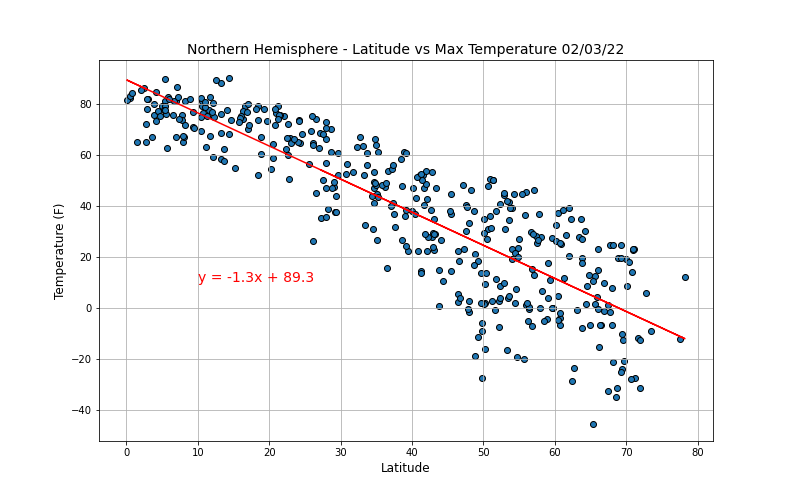 Northern Hemisphere - Latitude vs Max Temperature 02/03/22
Temperature (F)
80
60
40
20
0
−20
−40
y = -1.3x + 89.3
0 10 20 30 40 50 60 70 80
Latitude